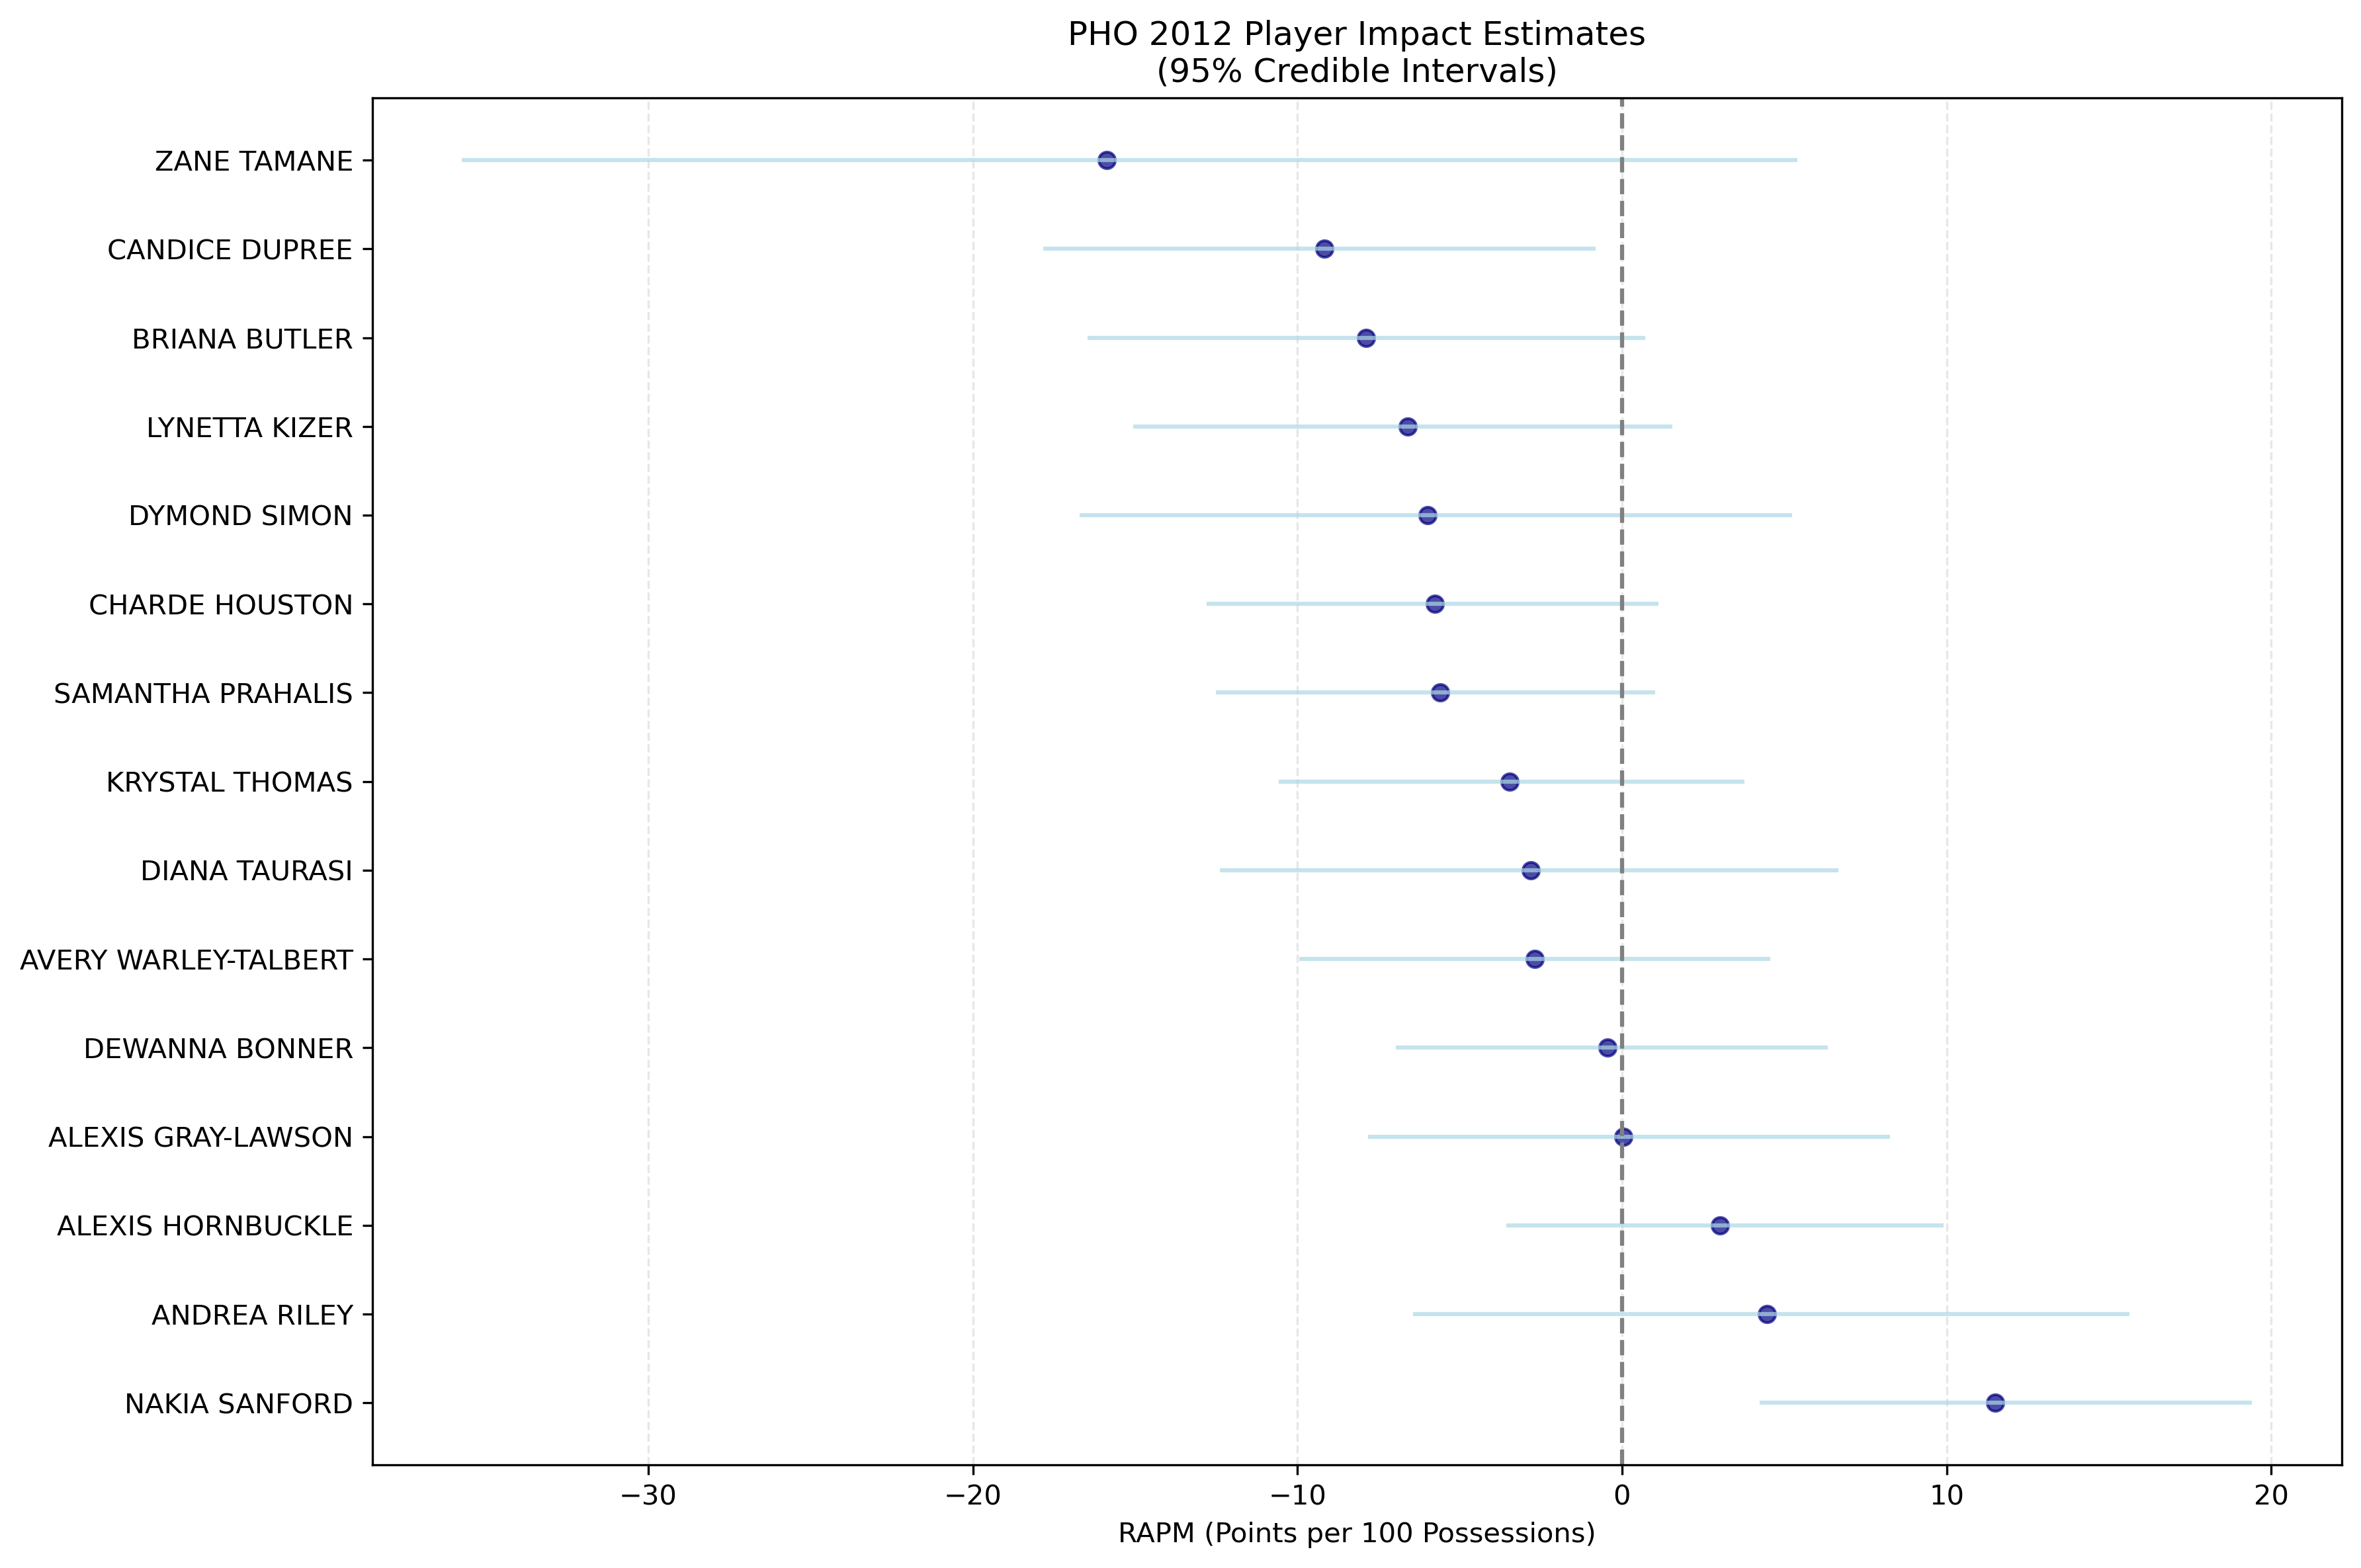 PHO 2012 Player Impact Estimates
(95% Credible Intervals)
ZANE TAMANE
CANDICE DUPREE
BRIANA BUTLER
LYNETTA KIZER
DYMOND SIMON
CHARDE HOUSTON
SAMANTHA PRAHALIS
KRYSTAL THOMAS
DIANA TAURASI
AVERY WARLEY-TALBERT
DEWANNA BONNER
ALEXIS GRAY-LAWSON
ALEXIS HORNBUCKLE
ANDREA RILEY
NAKIA SANFORD
−30 −20 −10 0 10 20
RAPM (Points per 100 Possessions)